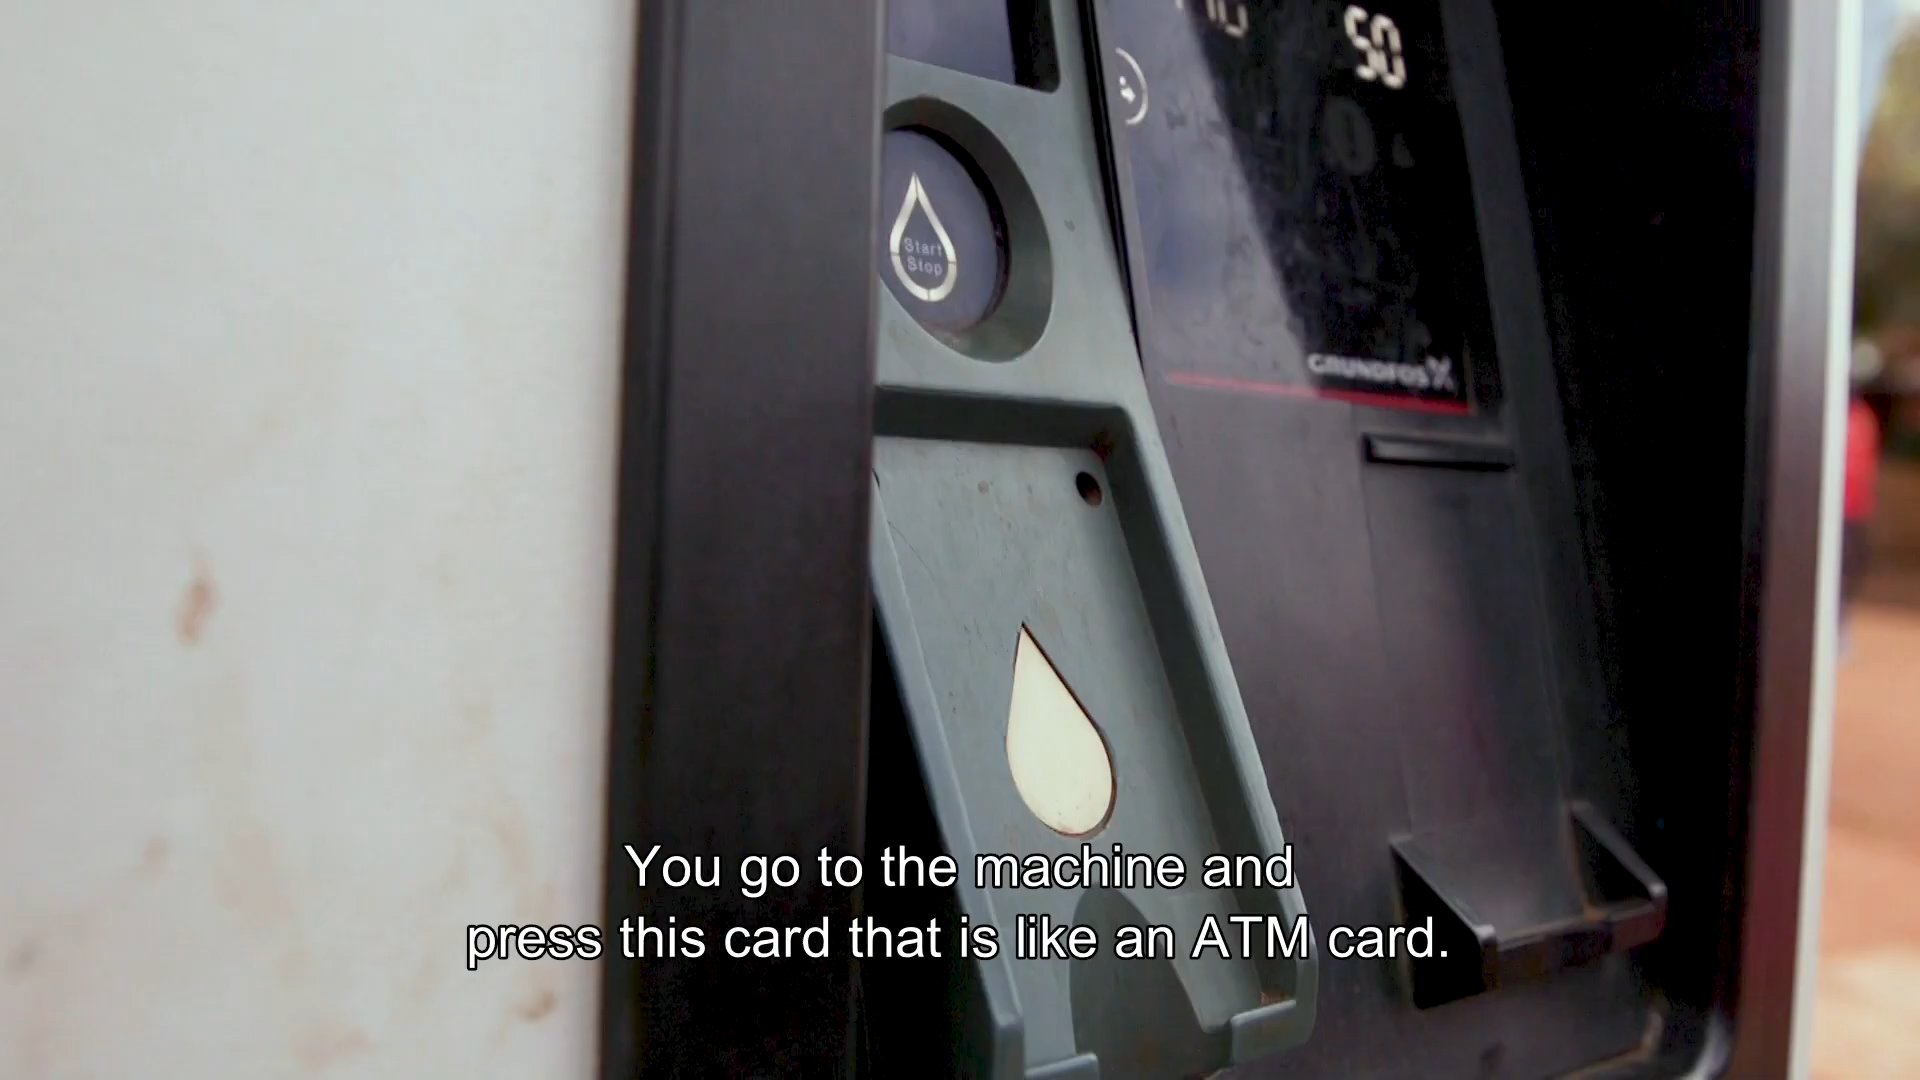 50
Start
Stop
GRUNDFOS
You go to the machine and
press this card that is like an ATM card.